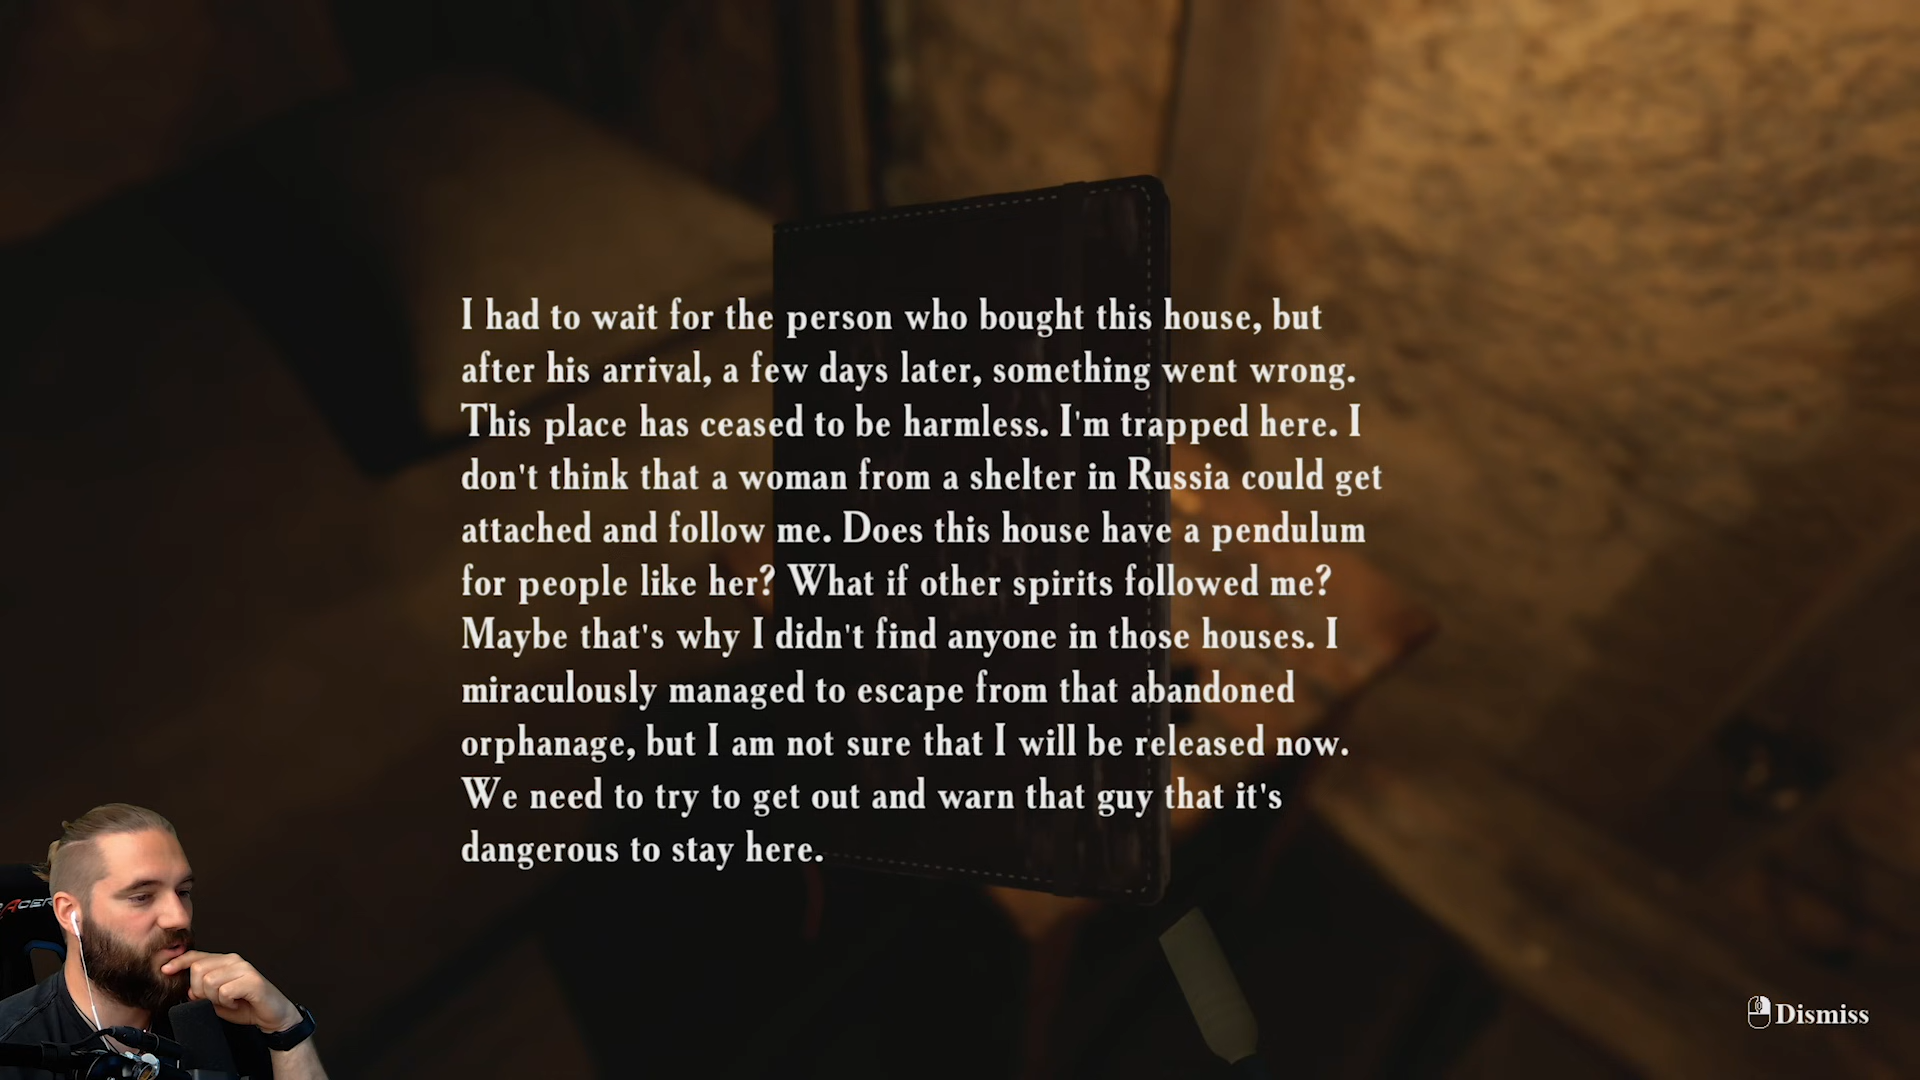 I had to wait for the person who bought this house, but
after his arrival, a few days later, something went wrong.
This place has ceased to be harmless. I'm trapped here. I
don't think that a woman from a shelter in Russia could get
attached and follow me. Does this house have a pendulum
for people like her? What if other spirits followed me?
Maybe that's why I didn't find anyone in those houses. I
miraculously managed to escape from that abandoned
orphanage, but I am not sure that I will be released now.
We need to try to get out and warn that guy that it's
dangerous to stay here.
Dismiss